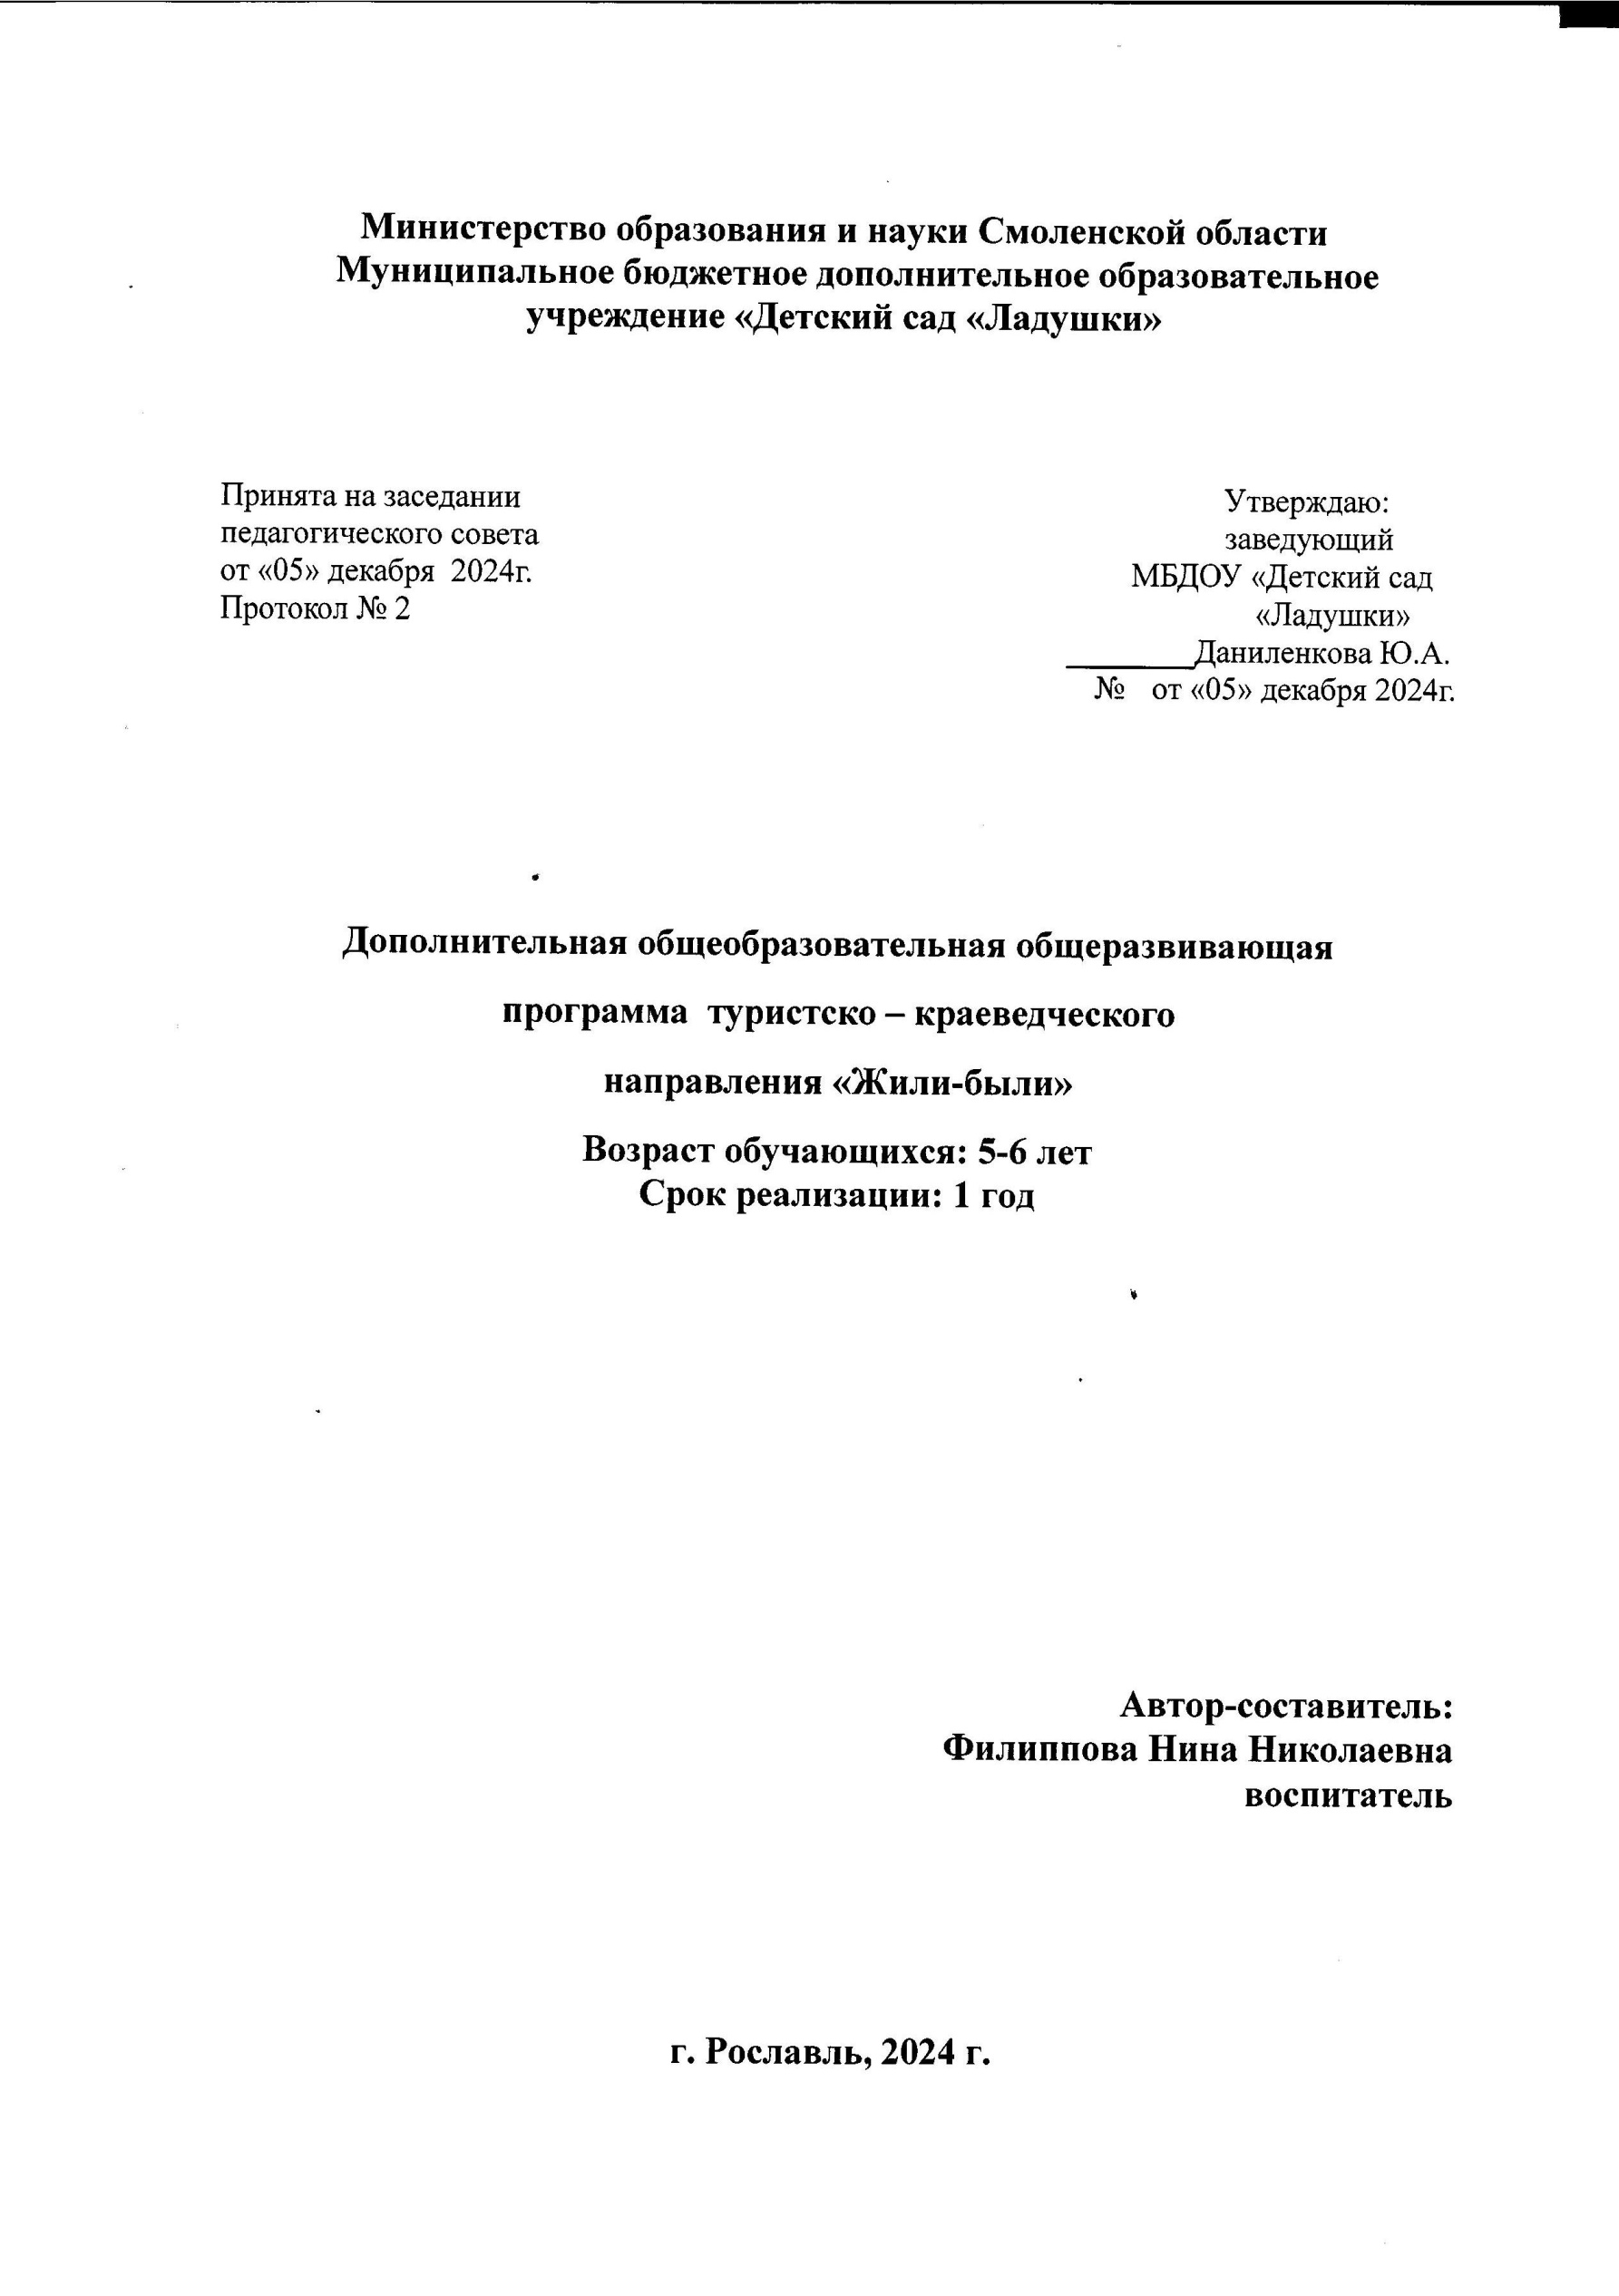 Министерство образования и науки Смоленской области
Муниципальное бюджетное дополнительное образовательное
учреждение «Детский сад «Ладушки»
Принята на заседании
педагогического совета
от «05» декабря 2024г.
Протокол № 2
Утверждаю:
заведующий
МБДОУ «Детский сад
«Ладушки»
________Даниленкова Ю.А.
№ от «05» декабря 2024г.
Дополнительная общеобразовательная общеразвивающая
программа туристско – краеведческого
направления «Жили-были»
Возраст обучающихся: 5-6 лет
Срок реализации: 1 год
Автор-составитель:
Филиппова Нина Николаевна
воспитатель
г. Рославль, 2024 г.